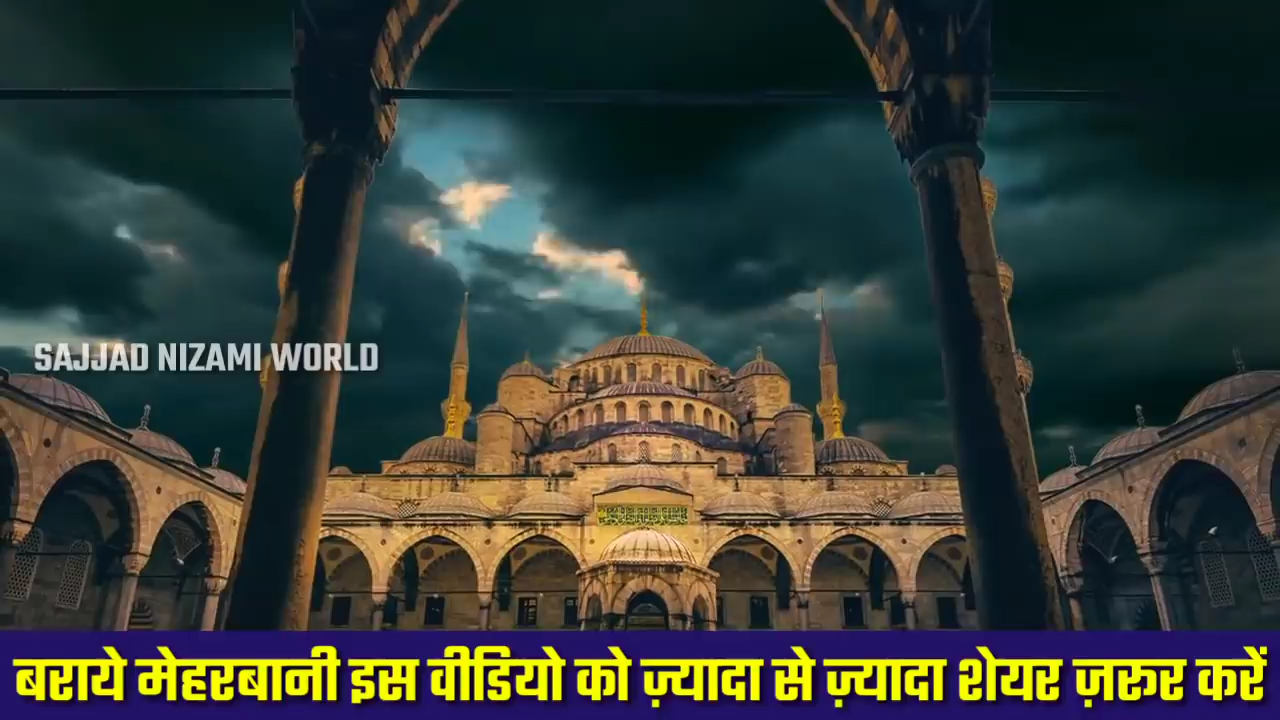 SAJJAD NIZAMI WORLD
बराये मेहरबानी इस वीडियो को ज़्यादा से ज़्यादा शेयर ज़रूर करें